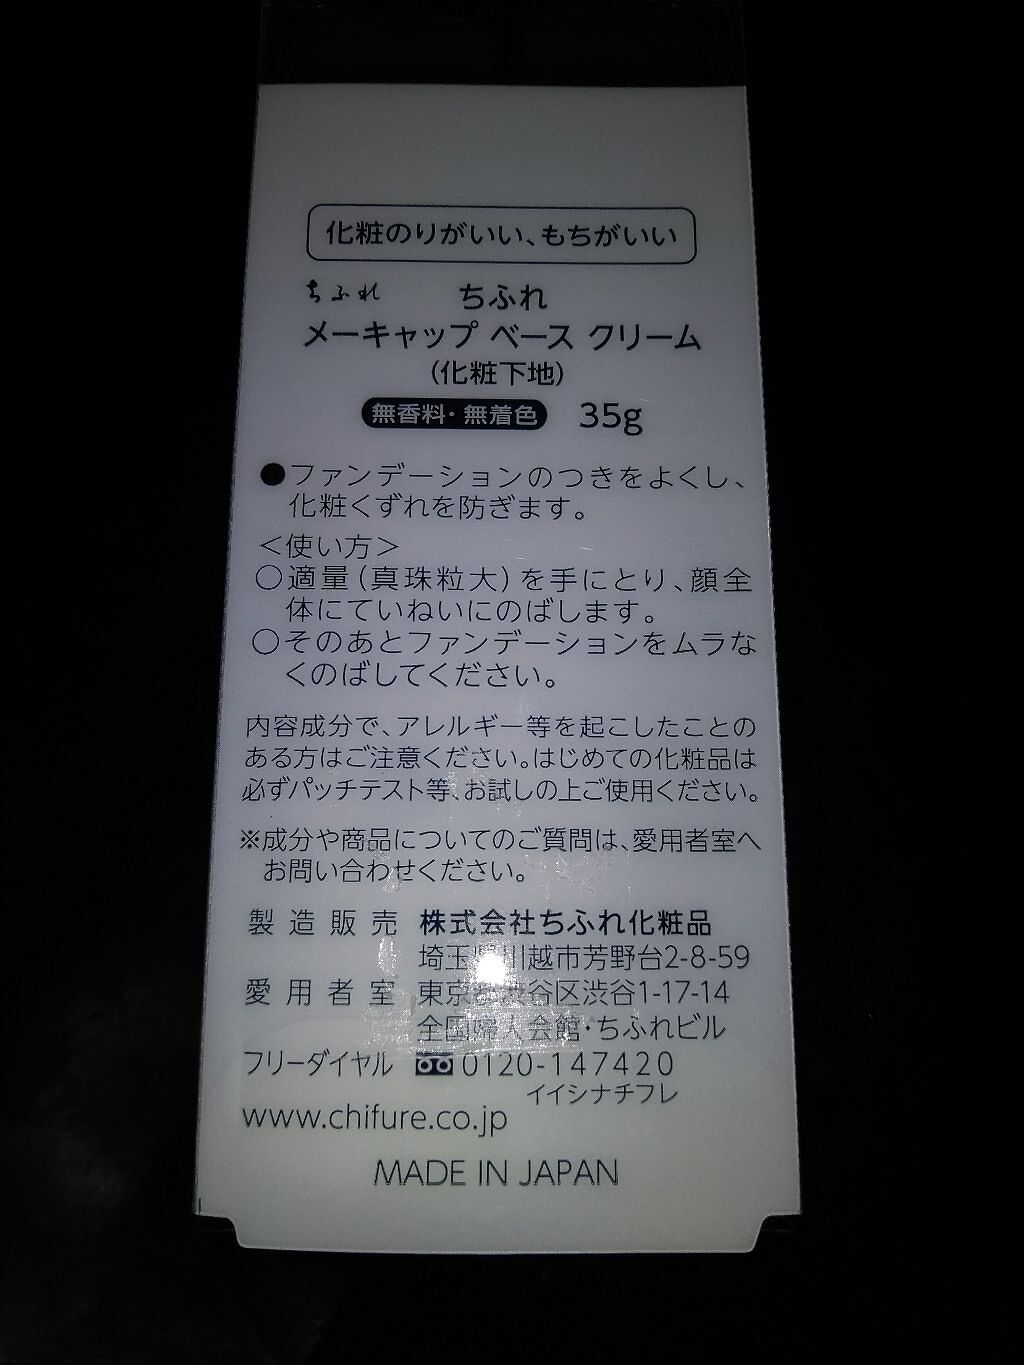 化粧のりがいい、もちがいい
ちふれ ちふれ
メーキャップ ベース クリーム
(化粧下地)
無香料・無着色 35g
●ファンデーションのつきをよくし、
化粧くずれを防ぎます。
＜使い方＞
○適量(真珠粒大)を手にとり、顔全
体にていねいにのばします。
○そのあとファンデーションをムラな
くのばしてください。
内容成分で、アレルギー等を起こしたことの
ある方はご注意ください。はじめての化粧品は
必ずパッチテスト等、お試しの上ご使用ください。
※成分や商品についてのご質問は、愛用者室へ
お問い合わせください。
製造販売 株式会社ちふれ化粧品
埼玉県川越市芳野台2-8-59
愛用者室 東京都渋谷区渋谷1-17-14
全国婦人会館・ちふれビル
フリーダイヤル 0120-147420
イイシナチフレ
www.chifure.co.jp
MADE IN JAPAN